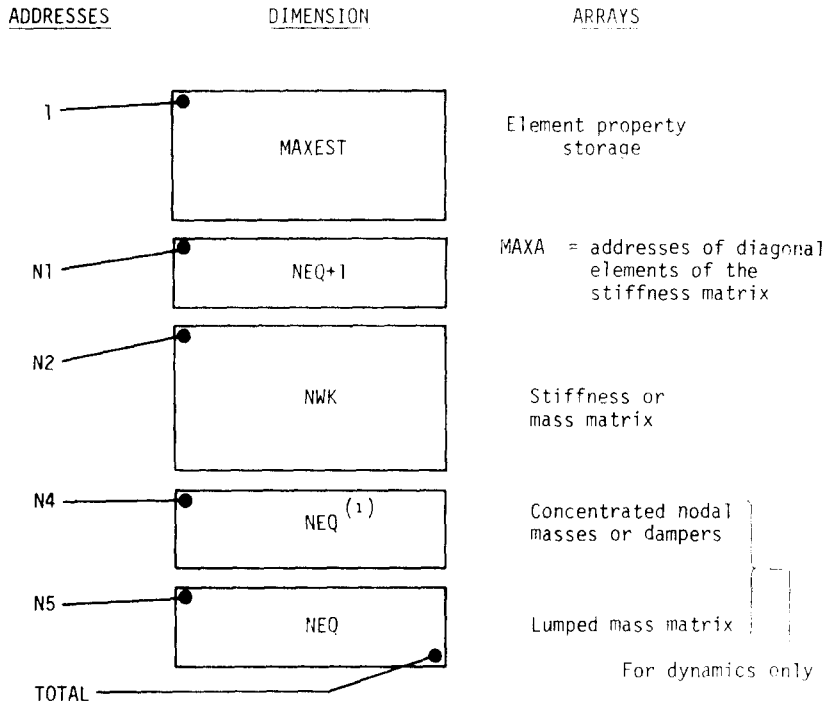 ADDRESSES DIMENSION ARRAYS
1 MAXEST Element property
storage
N1 NEQ+1 MAXA = addresses of diagonal
elements of the
stiffness matrix
N2 NWK Stiffness or
mass matrix
N4 NEQ (1) Concentrated nodal
masses or dampers
N5 NEQ Lumped mass matrix
For dynamics only
TOTAL